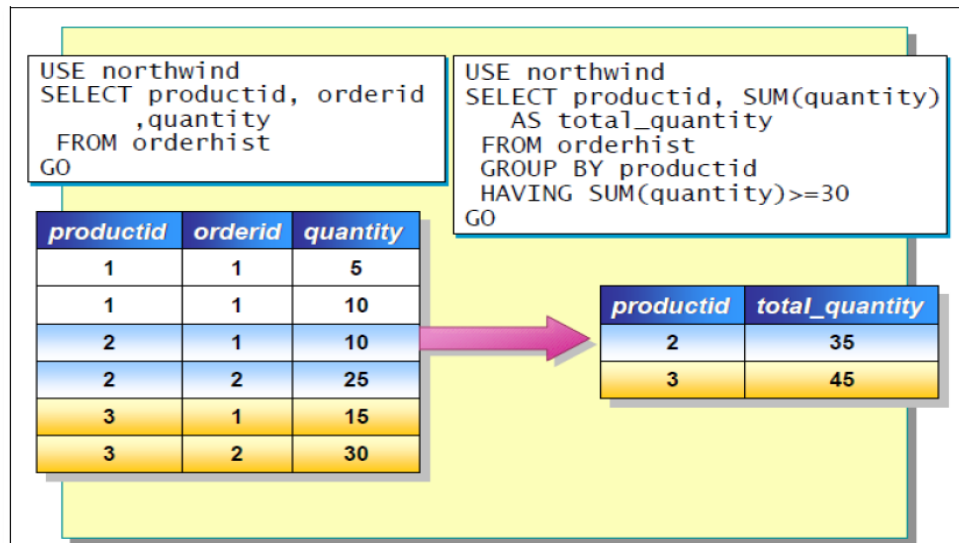 USE northwind
SELECT productid, orderid
,quantity
FROM orderhist
GO
USE northwind
SELECT productid, SUM(quantity)
AS total_quantity
FROM orderhist
GROUP BY productid
HAVING SUM(quantity)>=30
GO
productid orderid quantity
1 1 5
1 1 10
2 1 10
2 2 25
3 1 15
3 2 30
productid total_quantity
2 35
3 45